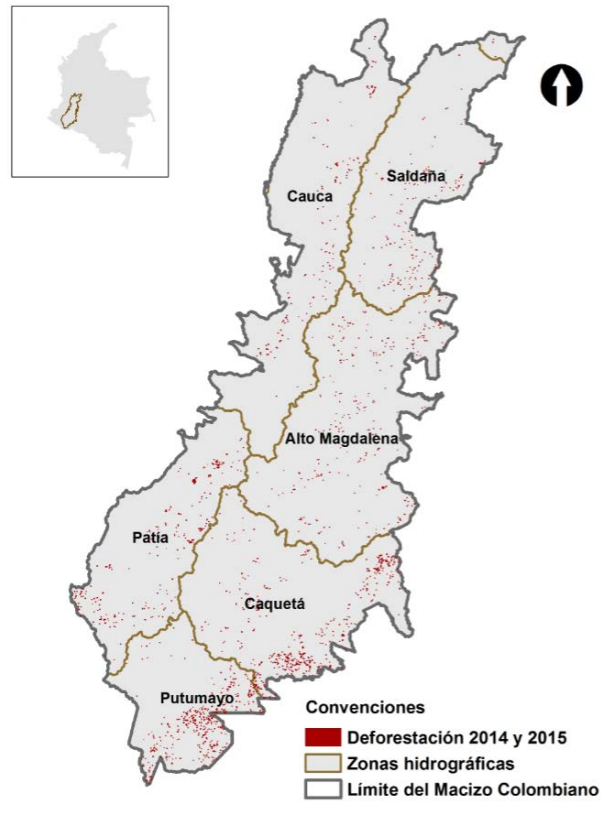 Saldaña
Cauca
Alto Magdalena
Patía
Caquetá
Putumayo
Convenciones
Deforestación 2014 y 2015
Zonas hidrográficas
Límite del Macizo Colombiano